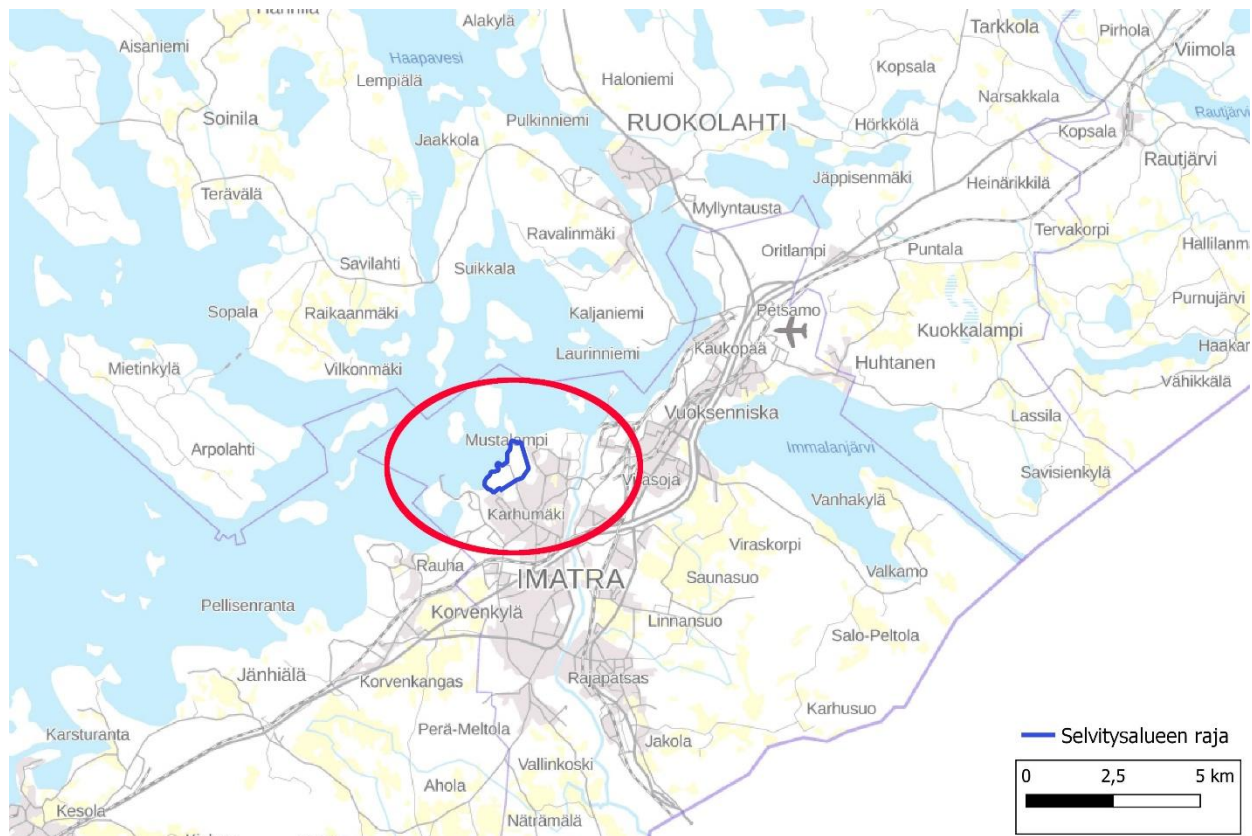 Alakylä
Tarkkola
Pirhola
Viimola
Aisaniemi
Haapavesi
Lempiälä
Haloniemi
Kopsala
Narsakkala
Rautjärvi
Soinila
Pulkinniemi
RUOKOLAHTI
Hörkkölä
Kopsala
Jaakkola
Rautjärvi
Terävälä
Jäppisenmäki
Heinärikkilä
Myllyntausta
Ravalinmäki
Oritlampi
Puntala
Tervakorpi
Hallilanm
Savilahti
Suikkala
Sopala
Raikaanmäki
Kaljaniemi
Petsamo
Purnujärvi
Kuokkalampi
Kaukopää
Haakar
Laurinniemi
Huhtanen
Mietinkylä
Vilkonmäki
Vähikkälä
Vuoksenniska
Lassila
Mustalampi
Arpolahti
Immalanjärvi
Savisienkylä
Virasoja
Vanhakylä
Karhumäki
Viraskorpi
Rauha
Valkamo
IMATRA
Saunasuo
Pellisenranta
Korvenkylä
Linnansuo
Salo-Peltola
Jänhiälä
Korvenkangas
Rajapatsas
Karhusuo
Karsturanta
Perä-Meltola
Jakola
Selvitysalueen raja
Vallinkoski
0 2,5 5 km
Ahola
Kesola
Näträmälä